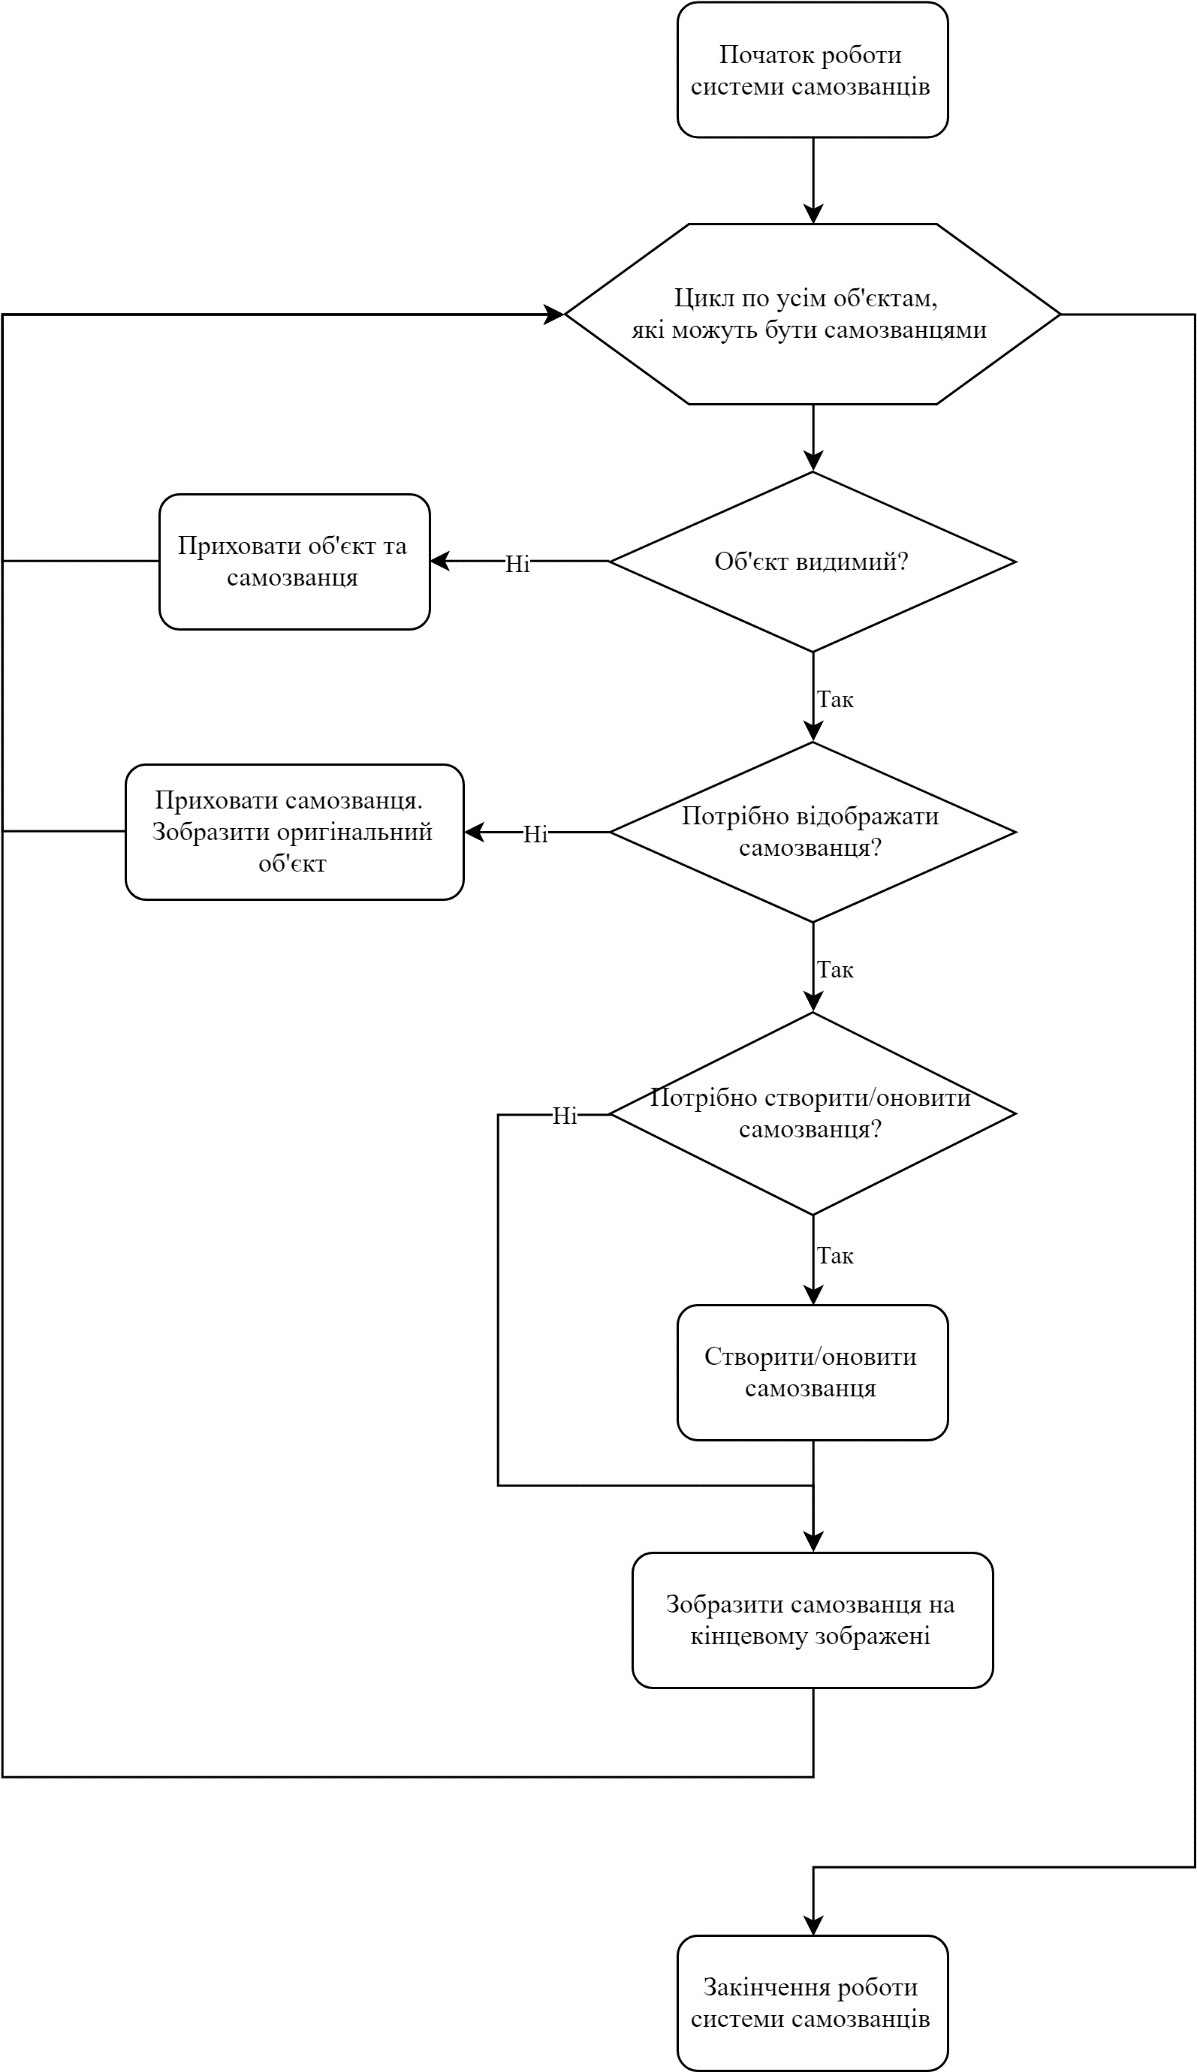 Початок роботи
системи самозванців
Цикл по усім об'єктам,
які можуть бути самозванцями
Приховати об'єкт та
самозванця
Ні
Об'єкт видимий?
Так
Приховати самозванця.
Зобразити оригінальний
об'єкт
Ні
Потрібно відображати
самозванця?
Так
Ні
Потрібно створити/оновити
самозванця?
Так
Створити/оновити
самозванця
Зобразити самозванця на
кінцевому зображені
Закінчення роботи
системи самозванців